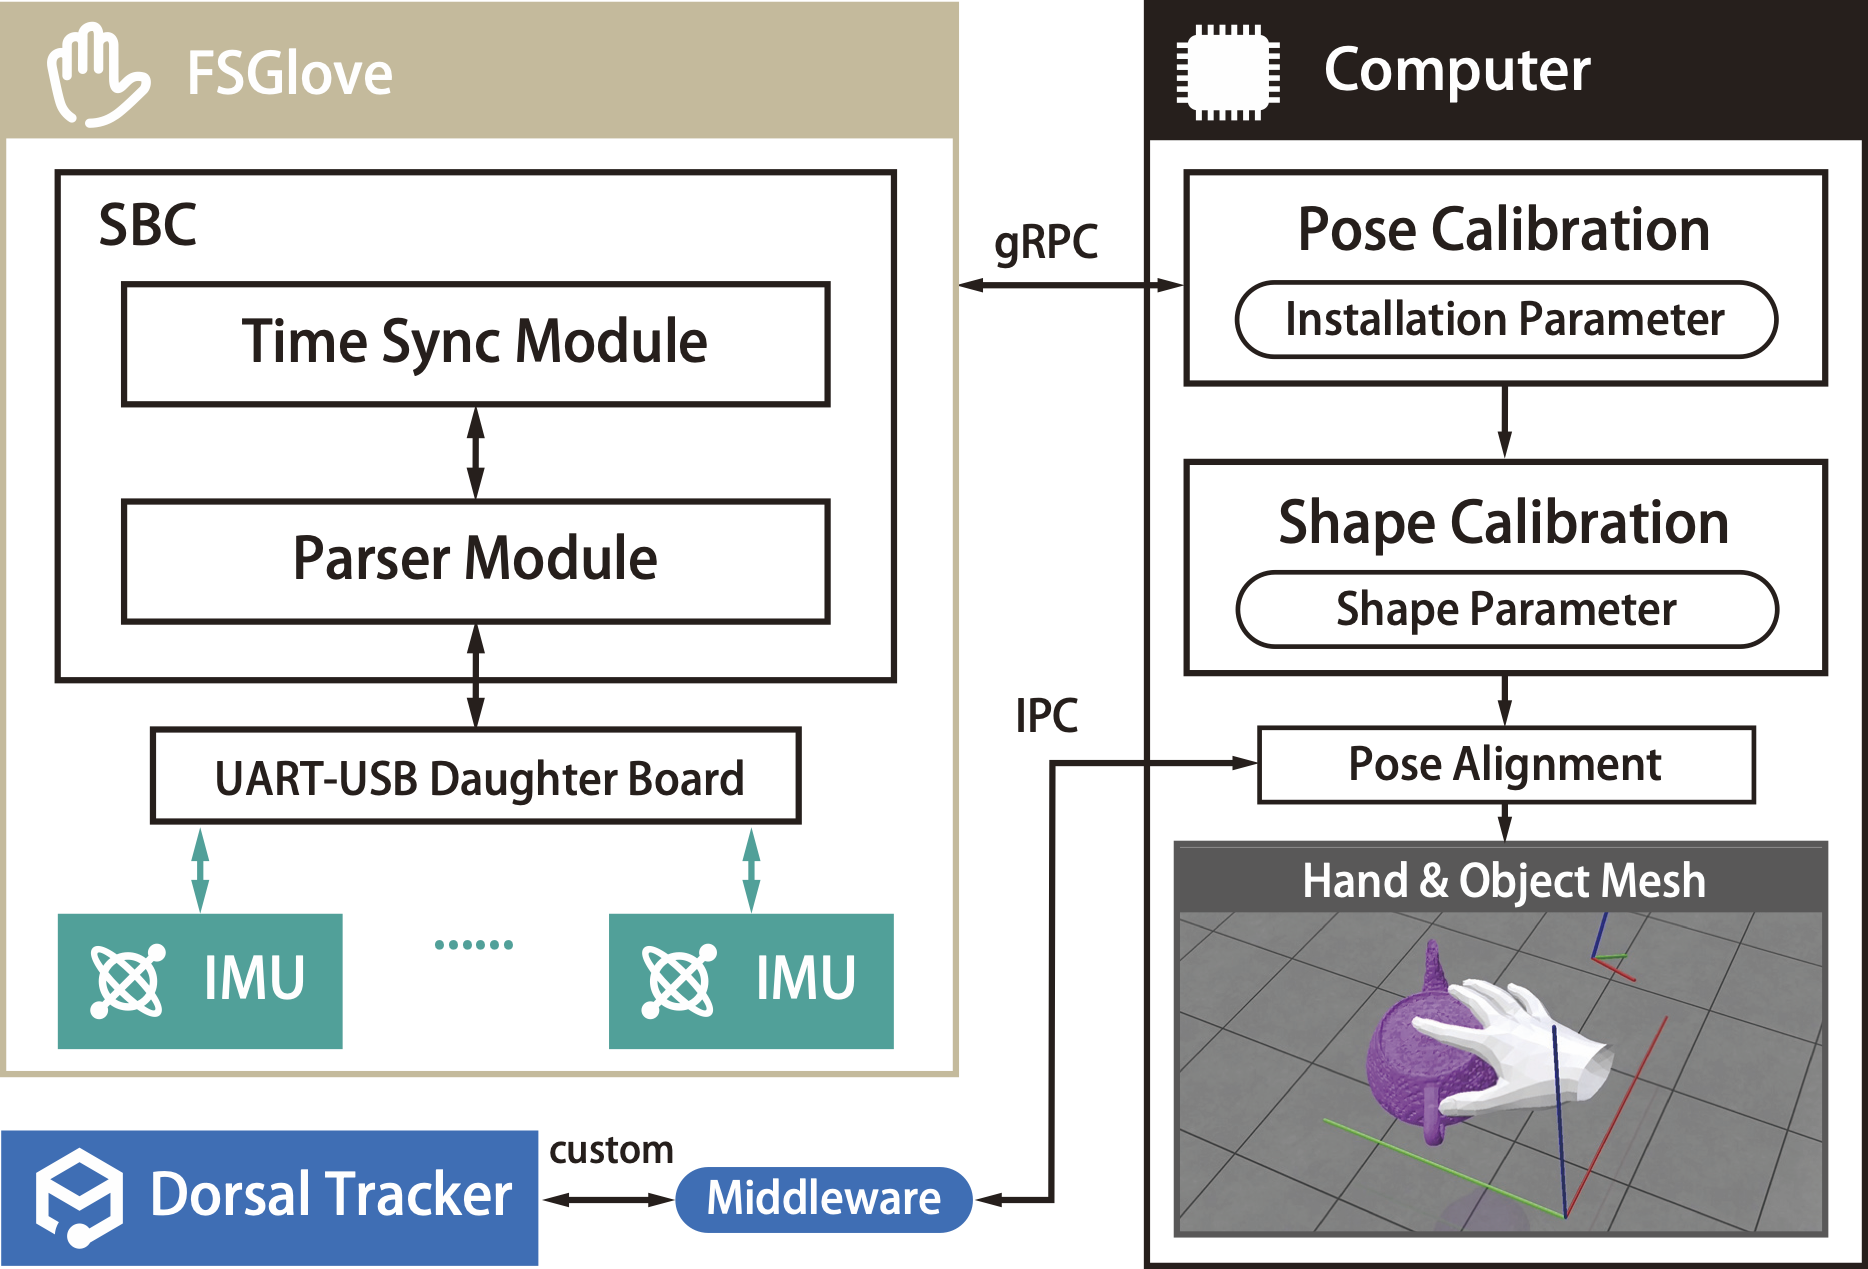 FSGlove
SBC
Time Sync Module
Parser Module
UART-USB Daughter Board
IMU
IMU
gRPC
IPC
Dorsal Tracker
custom
Middleware
Computer
Pose Calibration
Installation Parameter
Shape Calibration
Shape Parameter
Pose Alignment
Hand & Object Mesh